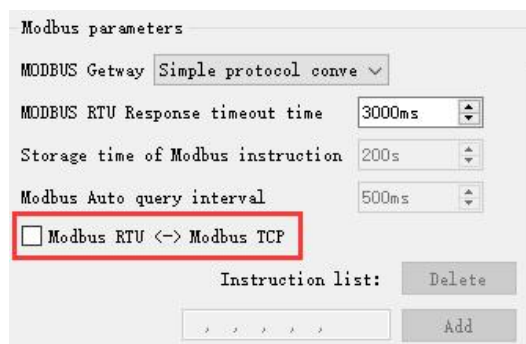 Modbus parameters
MODBUS Getway Simple protocol conve
MODBUS RTU Response timeout time 3000ms
Storage time of Modbus instruction 200s
Modbus Auto query interval 500ms
Modbus RTU <-> Modbus TCP
Instruction list: Delete
, , , , , Add